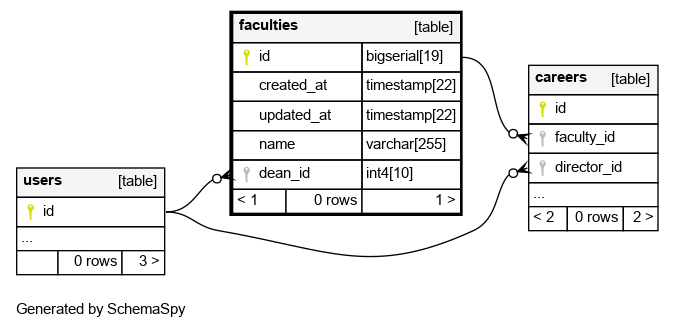 faculties [table]
id bigserial[19]
created_at timestamp[22]
updated_at timestamp[22]
name varchar[255]
dean_id int4[10]
< 1 0 rows 1 >
careers [table]
id
faculty_id
director_id
...
< 2 0 rows 2 >
users [table]
id
...
0 rows 3 >
Generated by SchemaSpy